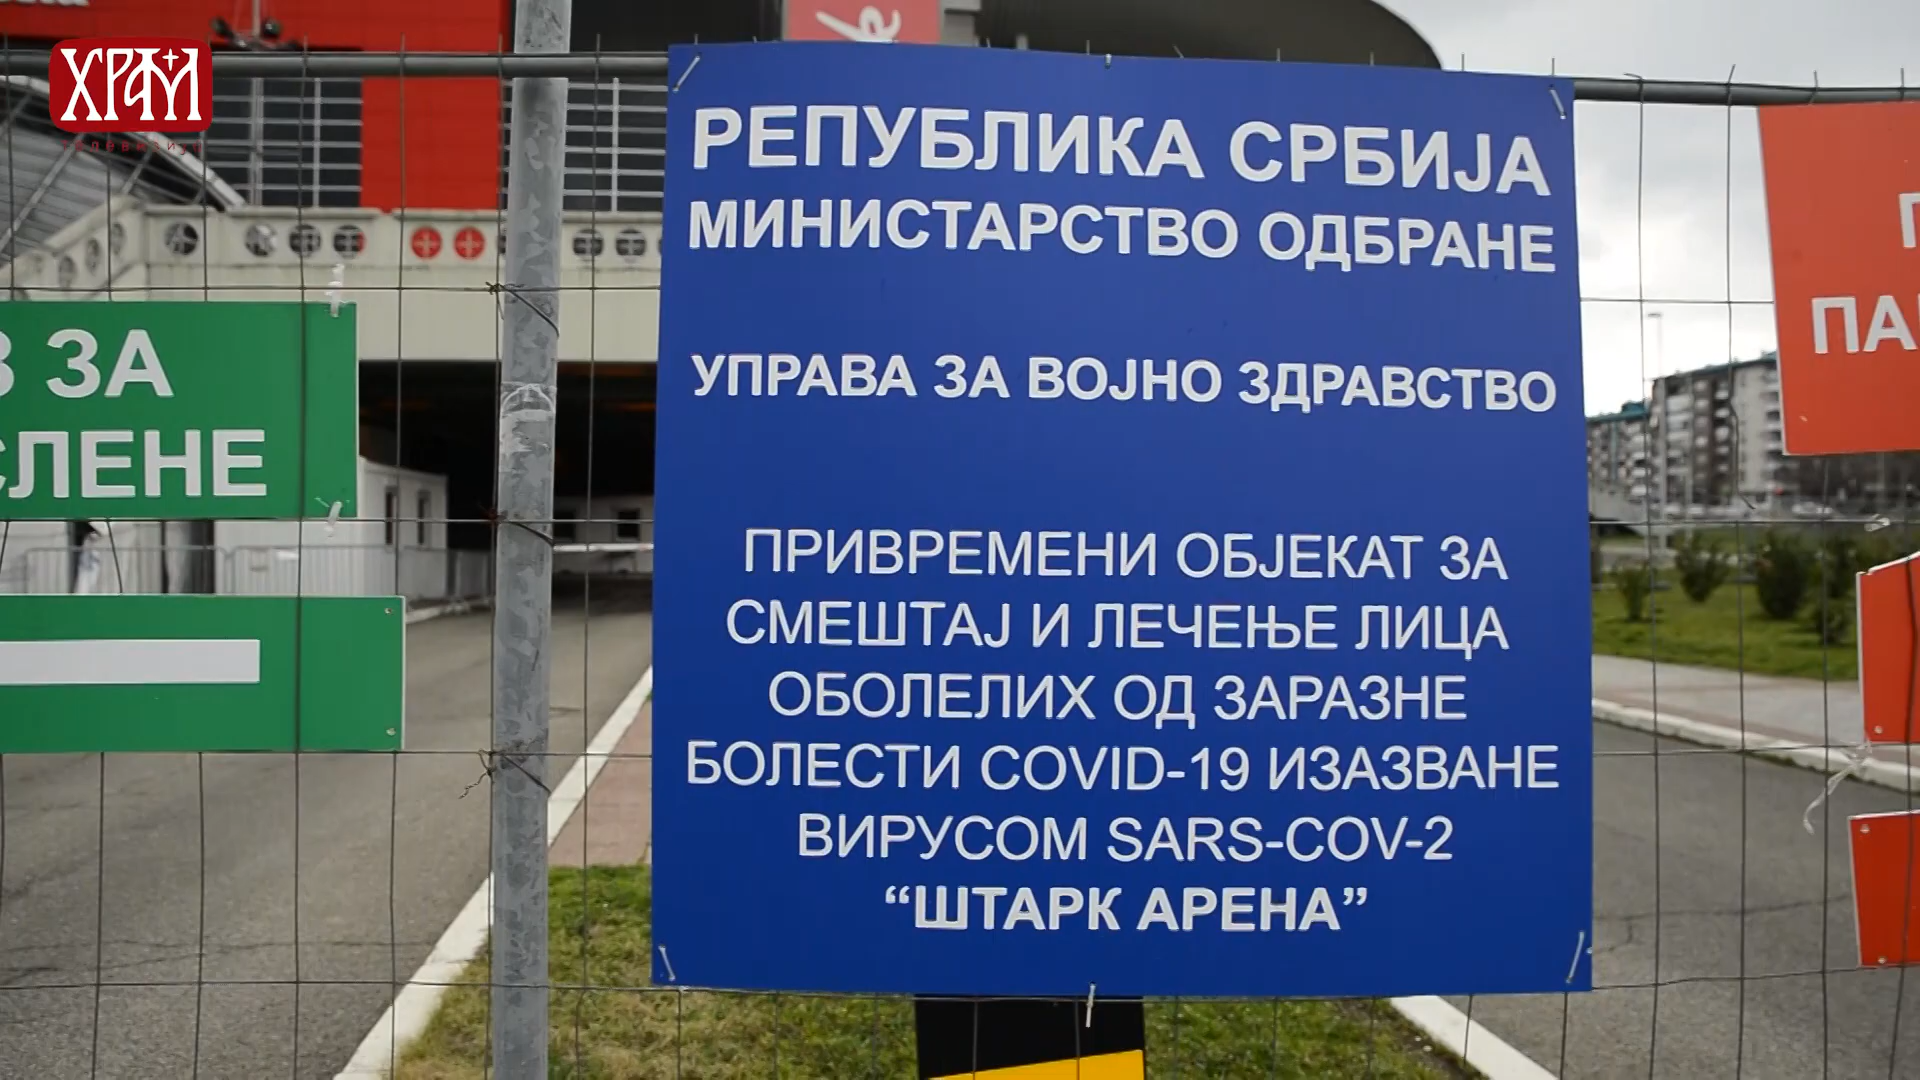 ХРАМ
телевизија
РЕПУБЛИКА СРБИЈА
МИНИСТАРСТВО ОДБРАНЕ
УПРАВА ЗА ВОЈНО ЗДРАВСТВО
ПРИВРЕМЕНИ ОБЈЕКАТ ЗА
СМЕШТАЈ И ЛЕЧЕЊЕ ЛИЦА
ОБОЛЕЛИХ ОД ЗАРАЗНЕ
БОЛЕСТИ COVID-19 ИЗАЗВАНЕ
ВИРУСОМ SARS-COV-2
“ШТАРК АРЕНА”
ЗА